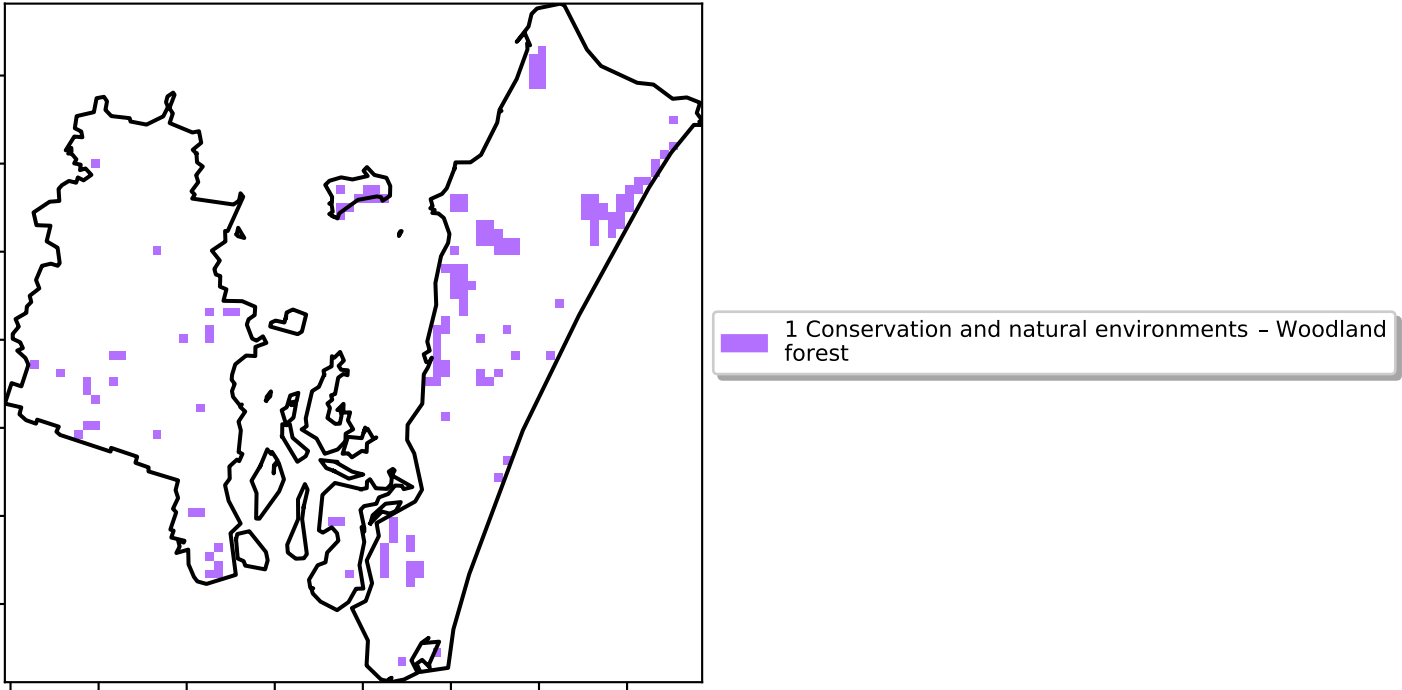 1 Conservation and natural environments – Woodland
forest